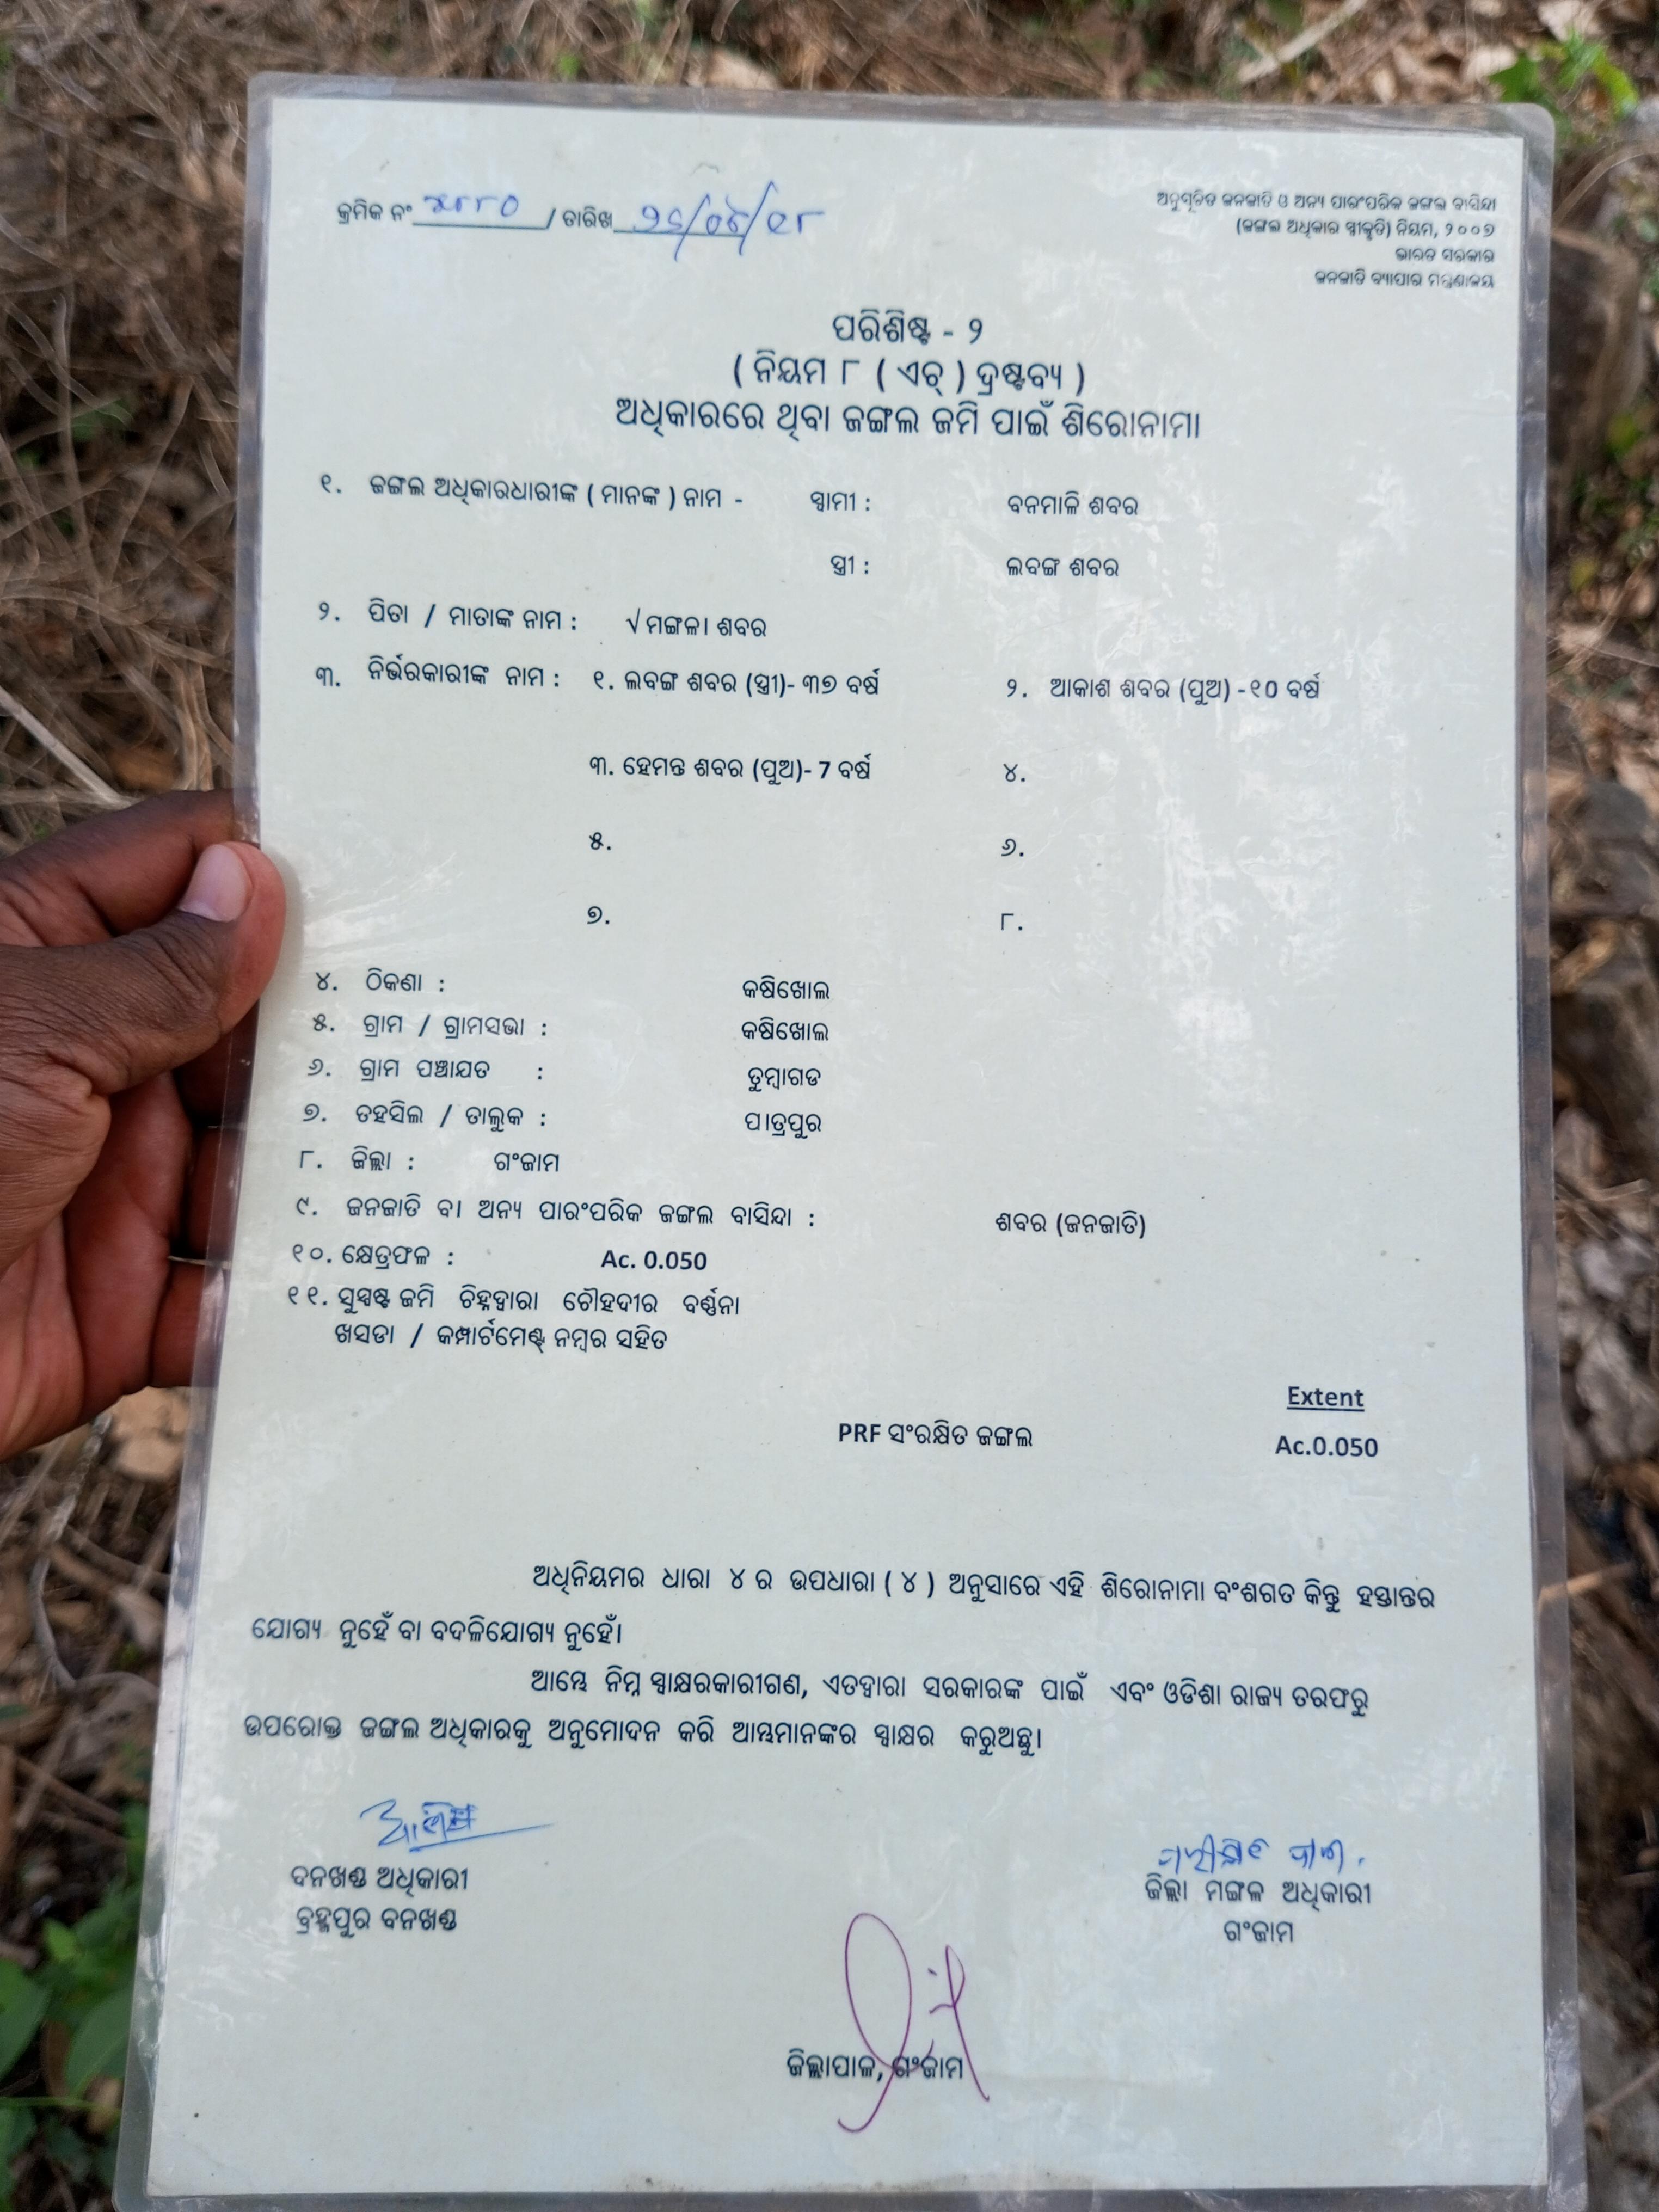 କ୍ରମିକ ନଂ / ତାରିଖ ୨୬/୦୫/୧୮
ଅନୁସୂଚିତ ଜନଜାତି ଓ ଅନ୍ୟ ପାରଂପରିକ ଜଙ୍ଗଲ ବାସିନ୍ଦା
(ଜଙ୍ଗଲ ଅଧିକାର ସ୍ୱୀକୃତି) ନିୟମ, ୨୦୦୭
ଭାରତ ସରକାର
ଜନଜାତି ବ୍ୟାପାର ମନ୍ତ୍ରଣାଳୟ
ପରିଶିଷ୍ଟ - ୨
( ନିୟମ ୮ ( ଏଚ୍ ) ଦ୍ରଷ୍ଟବ୍ୟ )
ଅଧିକାରରେ ଥିବା ଜଙ୍ଗଲ ଜମି ପାଇଁ ଶିରୋନାମା
୧. ଜଙ୍ଗଲ ଅଧିକାରଧାରୀଙ୍କ ( ମାନଙ୍କ ) ନାମ - ସ୍ୱାମୀ : ବନମାଳି ଶବର
ସ୍ତ୍ରୀ : ଲବଙ୍ଗ ଶବର
୨. ପିତା / ମାତାଙ୍କ ନାମ : √ମଙ୍ଗଳା ଶବର
୩. ନିର୍ଭରକାରୀଙ୍କ ନାମ : ୧. ଲବଙ୍ଗ ଶବର (ସ୍ତ୍ରୀ)- ୩୭ ବର୍ଷ ୨. ଆକାଶ ଶବର (ପୁଅ) -୧0 ବର୍ଷ
୩. ହେମନ୍ତ ଶବର (ପୁଅ)- 7 ବର୍ଷ ୪.
୫. ୬.
୭. ୮.
୪. ଠିକଣା : କଷିଖୋଲ
୫. ଗ୍ରାମ / ଗ୍ରାମସଭା : କଷିଖୋଲ
୬. ଗ୍ରାମ ପଞ୍ଚାଯତ : ତୁମ୍ବାଗଡ
୭. ତହସିଲ / ତାଲୁକ : ପାତ୍ରପୁର
୮. ଜିଲ୍ଲା : ଗଂଜାମ
୯. ଜନଜାତି ବା ଅନ୍ୟ ପାରଂପରିକ ଜଙ୍ଗଲ ବାସିନ୍ଦା : ଶବର (ଜନଜାତି)
୧୦. କ୍ଷେତ୍ରଫଳ : Ac. 0.050
୧୧. ସୁସ୍ପଷ୍ଟ ଜମି ଚିହ୍ନଦ୍ୱାରା ଚୌହଦୀର ବର୍ଣ୍ଣନା
ଖସଡା / କମ୍ପାର୍ଟମେଣ୍ଟ୍ ନମ୍ବର ସହିତ
Extent
PRF ସଂରକ୍ଷିତ ଜଙ୍ଗଲ Ac.0.050
ଅଧିନିୟମର ଧାରା ୪ ର ଉପଧାରା ( ୪ ) ଅନୁସାରେ ଏହି ଶିରୋନାମା ବଂଶଗତ କିନ୍ତୁ ହସ୍ତାନ୍ତର
ଯୋଗ୍ୟ ନୁହେଁ ବା ବଦଳିଯୋଗ୍ୟ ନୁହେଁ।
ଆମ୍ଭେ ନିମ୍ନ ସ୍ୱାକ୍ଷରକାରୀଗଣ, ଏତଦ୍ୱାରା ସରକାରଙ୍କ ପାଇଁ ଏବଂ ଓଡିଶା ରାଜ୍ୟ ତରଫରୁ
ଉପରୋକ୍ତ ଜଙ୍ଗଲ ଅଧିକାରକୁ ଅନୁମୋଦନ କରି ଆମ୍ଭମାନଙ୍କର ସ୍ୱାକ୍ଷର କରୁଅଛୁ।
ବନଖଣ୍ଡ ଅଧିକାରୀ
ବ୍ରହ୍ମପୁର ବନଖଣ୍ଡ
ଜିଲ୍ଲା ମଙ୍ଗଳ ଅଧିକାରୀ
ଗଂଜାମ
ଜିଲ୍ଲାପାଳ, ଗଂଜାମ